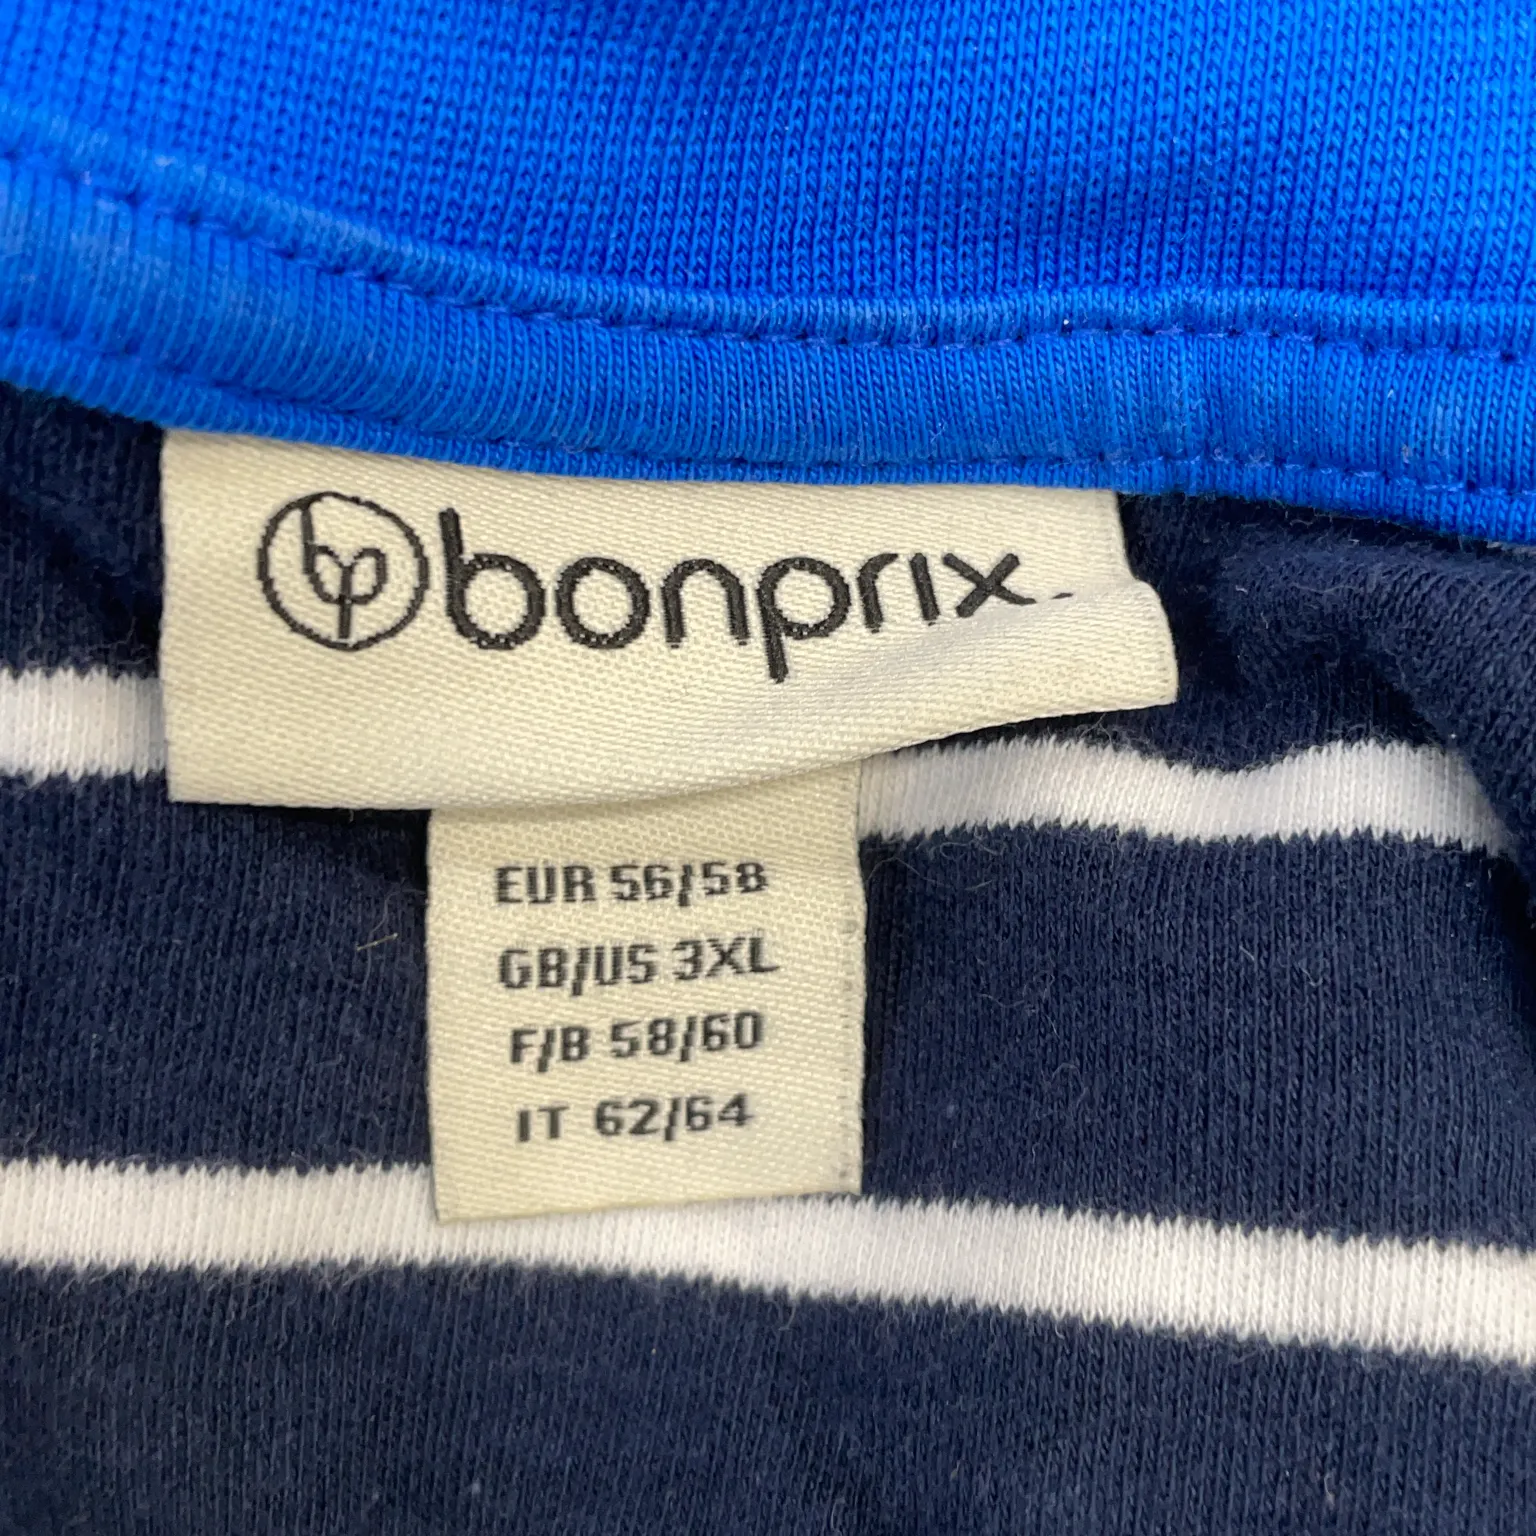 bonprix
EUR 56/58
GB/US 3XL
F/B 58/60
IT 62/64